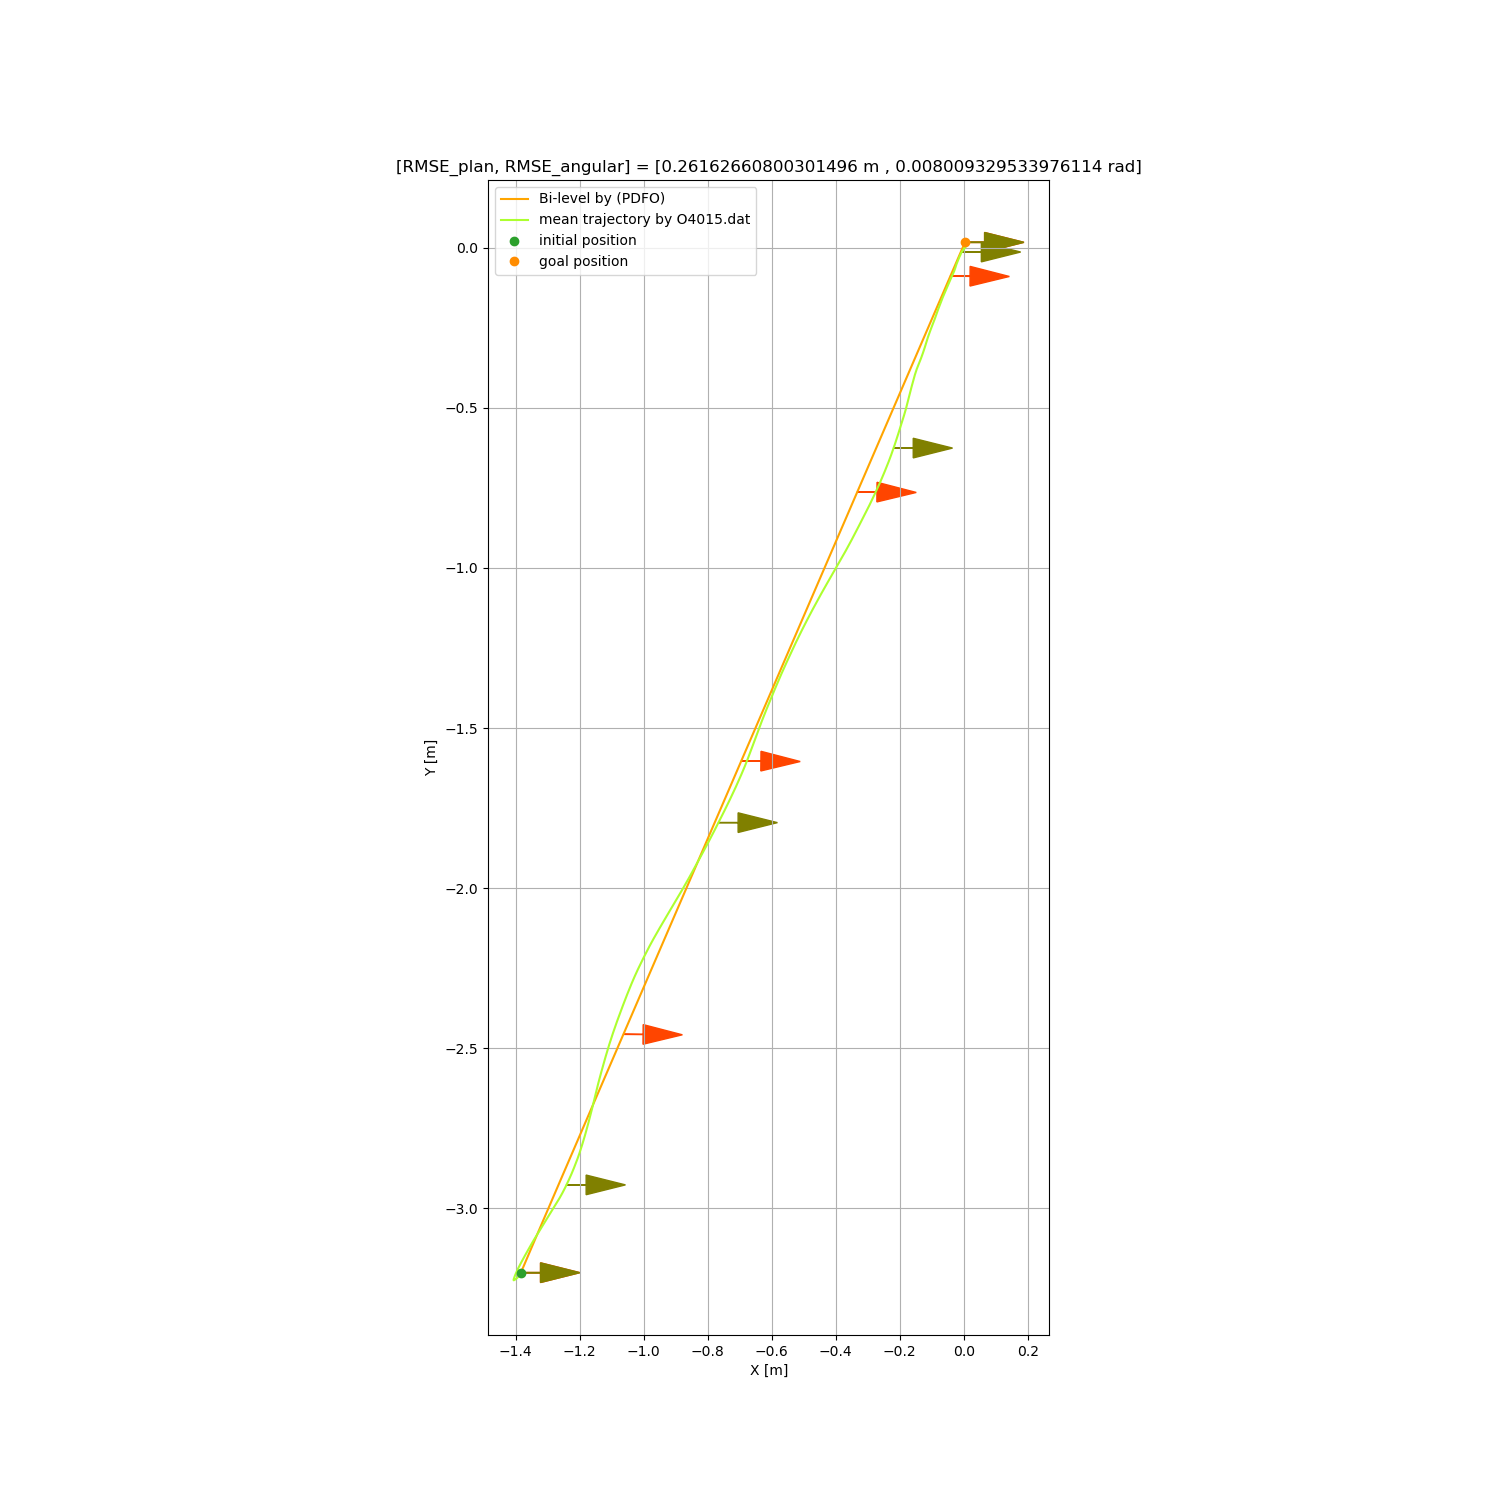 [RMSE_plan, RMSE_angular] = [0.26162660800301496 m , 0.008009329533976114 rad]
Bi-level by (PDFO)
mean trajectory by O4015.dat
initial position
goal position
0.0
−0.5
−1.0
−1.5
−2.0
−2.5
−3.0
Y [m]
−1.4 −1.2 −1.0 −0.8 −0.6 −0.4 −0.2 0.0 0.2
X [m]